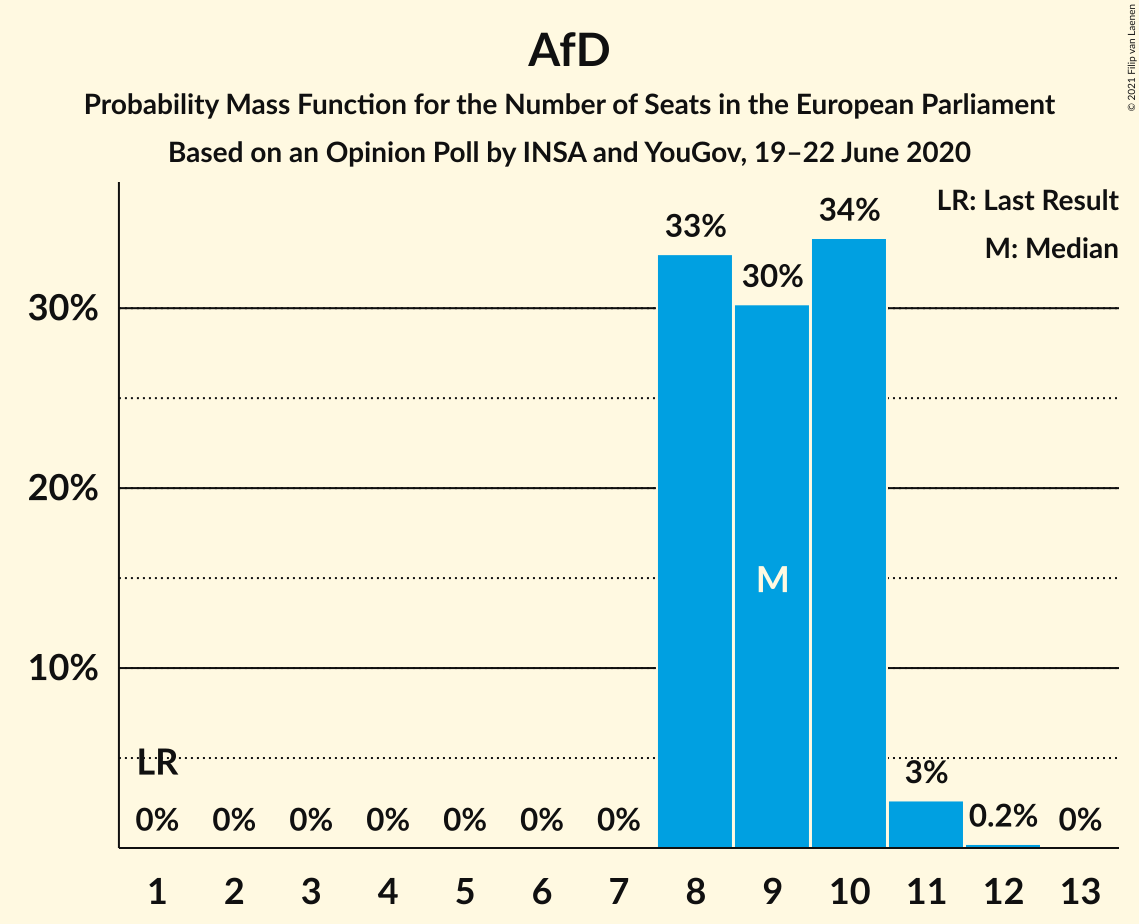 AfD
Probability Mass Function for the Number of Seats in the European Parliament
Based on an Opinion Poll by INSA and YouGov, 19–22 June 2020
© 2021 Filip van Laenen
LR: Last Result
M: Median
33% 30% 34%
30%
20%
10%
M
LR
0% 0% 0% 0% 0% 0% 0% 3% 0.2% 0%
1 2 3 4 5 6 7 8 9 10 11 12 13